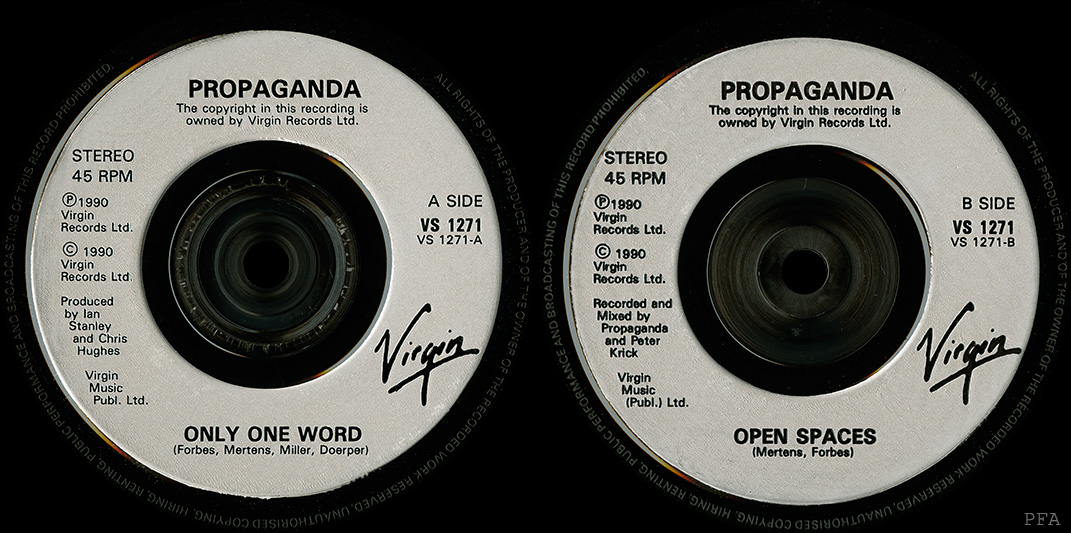 PROPAGANDA
The copyright in this recording is
owned by Virgin Records Ltd.
STEREO
45 RPM
Ⓟ1990
Virgin
Records Ltd.
© 1990
Virgin
Records Ltd.
Produced
by Ian
Stanley
and Chris
Hughes
Virgin
Music
Publ. Ltd.
A SIDE
VS 1271
VS 1271-A
Virgin
ONLY ONE WORD
(Forbes, Mertens, Miller, Doerper)
ALL RIGHTS OF THE PRODUCER AND OF THE OWNER OF THE RECORDED WORK RESERVED. UNAUTHORISED COPYING, HIRING, RENTING, PUBLIC PERFORMANCE AND BROADCASTING OF THIS RECORD PROHIBITED.
PROPAGANDA
The copyright in this recording is
owned by Virgin Records Ltd.
STEREO
45 RPM
Ⓟ1990
Virgin
Records Ltd.
© 1990
Virgin
Records Ltd.
Recorded and
Mixed by
Propaganda
and Peter
Krick
Virgin
Music
(Publ.) Ltd.
B SIDE
VS 1271
VS 1271-B
Virgin
OPEN SPACES
(Mertens, Forbes)
ALL RIGHTS OF THE PRODUCER AND OF THE OWNER OF THE RECORDED WORK RESERVED. UNAUTHORISED COPYING, HIRING, RENTING, PUBLIC PERFORMANCE AND BROADCASTING OF THIS RECORD PROHIBITED.
PFA